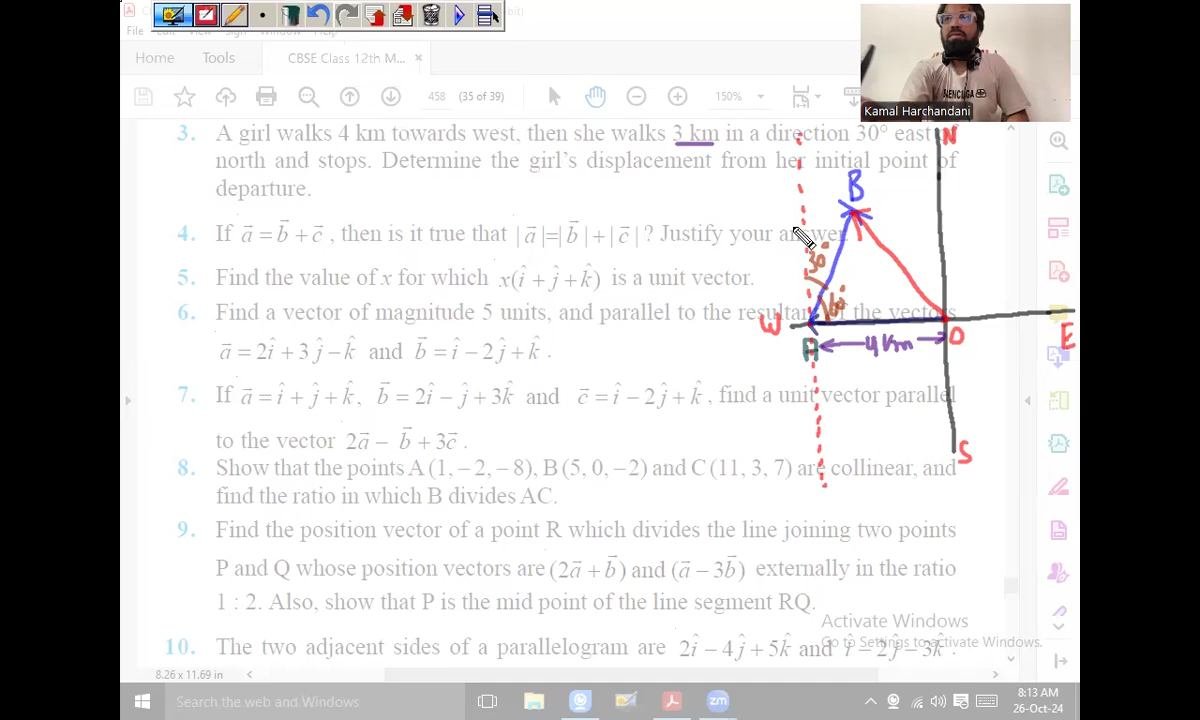 File
Window
Home
Tools
CBSE Class 12th M...
×
458
(35 of 39)
150%
Kamal Harchandani
3. A girl walks 4 km towards west, then she walks 3 km in a direction 30° east
north and stops. Determine the girl's displacement from her initial point of
departure.
4. If a⃗ = b⃗ + c⃗, then is it true that |a⃗|=|b⃗|+|c⃗|? Justify your answer.
5. Find the value of x for which x(î + ĵ + k̂) is a unit vector.
6. Find a vector of magnitude 5 units, and parallel to the resultant of the vectors
a⃗ = 2î + 3ĵ − k̂ and b⃗ = î − 2ĵ + k̂.
7. If a⃗ = î + ĵ + k̂, b⃗ = 2î − ĵ + 3k̂ and c⃗ = î − 2ĵ + k̂, find a unit vector parallel
to the vector 2a⃗ − b⃗ + 3c⃗.
8. Show that the points A (1, − 2, − 8), B (5, 0, −2) and C (11, 3, 7) are collinear, and
find the ratio in which B divides AC.
9. Find the position vector of a point R which divides the line joining two points
P and Q whose position vectors are (2a⃗ + b⃗) and (a⃗ − 3b⃗) externally in the ratio
1 : 2. Also, show that P is the mid point of the line segment RQ.
10. The two adjacent sides of a parallelogram are 2î − 4ĵ + 5k̂ and î − 2ĵ − 3k̂.
N
B
30°
60°
W
A
4 km
O
E
S
Activate Windows
Go to Settings to activate Windows.
8.26 x 11.69 in
Search the web and Windows
zm
8:13 AM
26-Oct-24